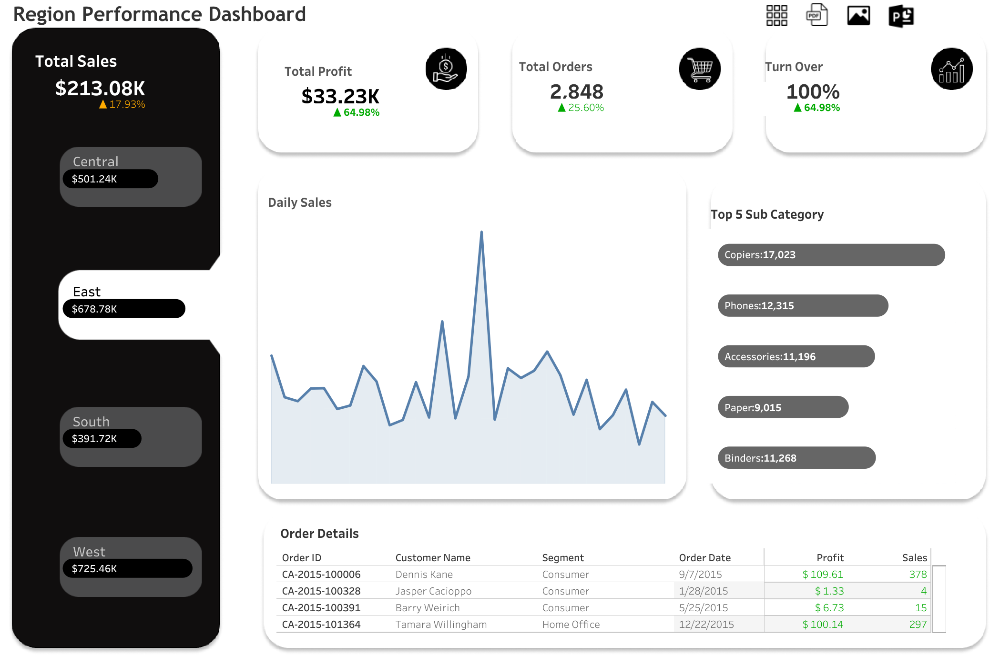 Region Performance Dashboard
PDF
P
Total Sales
$213.08K
▲17.93%
Central
$501.24K
East
$678.78K
South
$391.72K
West
$725.46K
Total Profit
$33.23K
▲64.98%
$
Total Orders
2,848
▲25.60%
Turn Over
100%
▲64.98%
Daily Sales
Top 5 Sub Category
Copiers:17,023
Phones:12,315
Accessories:11,196
Paper:9,015
Binders:11,268
Order Details
Order ID Customer Name Segment Order Date Profit Sales
CA-2015-100006 Dennis Kane Consumer 9/7/2015 $ 109.61 378
CA-2015-100328 Jasper Cacioppo Consumer 1/28/2015 $ 1.33 4
CA-2015-100391 Barry Weirich Consumer 5/25/2015 $ 6.73 15
CA-2015-101364 Tamara Willingham Home Office 12/22/2015 $ 100.14 297